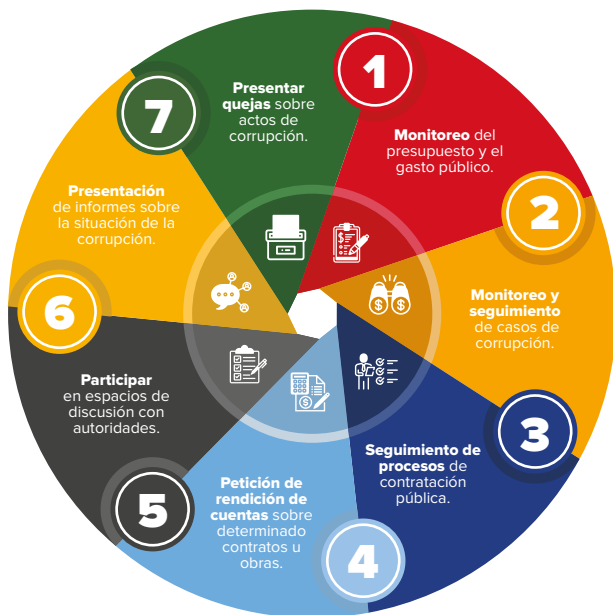 1
Monitoreo del
presupuesto y el
gasto público.
2
Monitoreo y
seguimiento
de casos de
corrupción.
3
Seguimiento de
procesos de
contratación
pública.
4
Petición de
rendición de
cuentas sobre
determinado
contratos u
obras.
5
Participar
en espacios de
discusión con
autoridades.
6
Presentación
de informes sobre
la situación de la
corrupción.
7
Presentar
quejas sobre
actos de
corrupción.